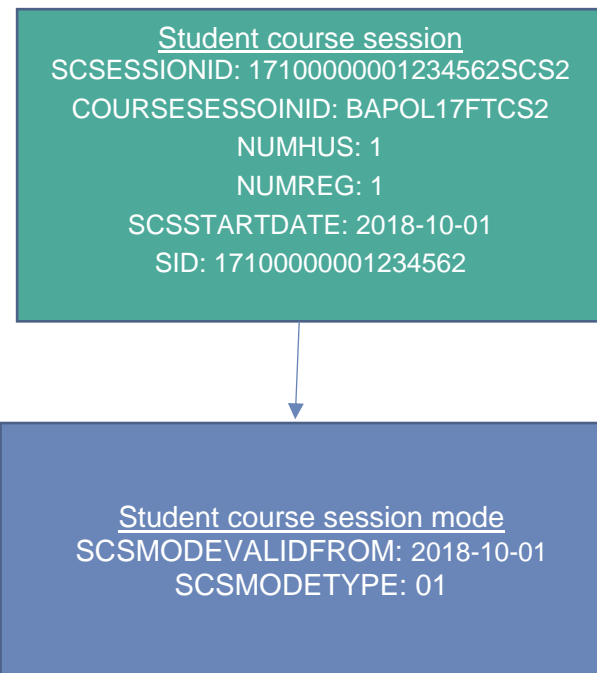 Student course session
SCSESSIONID: 17100000001234562SCS2
COURSESESSOINID: BAPOL17FTCS2
NUMHUS: 1
NUMREG: 1
SCSSTARTDATE: 2018-10-01
SID: 17100000001234562
Student course session mode
SCSMODEVALIDFROM: 2018-10-01
SCSMODETYPE: 01